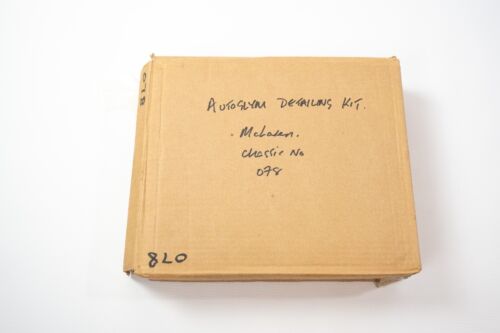 AUTOGLYM DETAILING KIT.
McLaren.
Chassis No
078
078
078